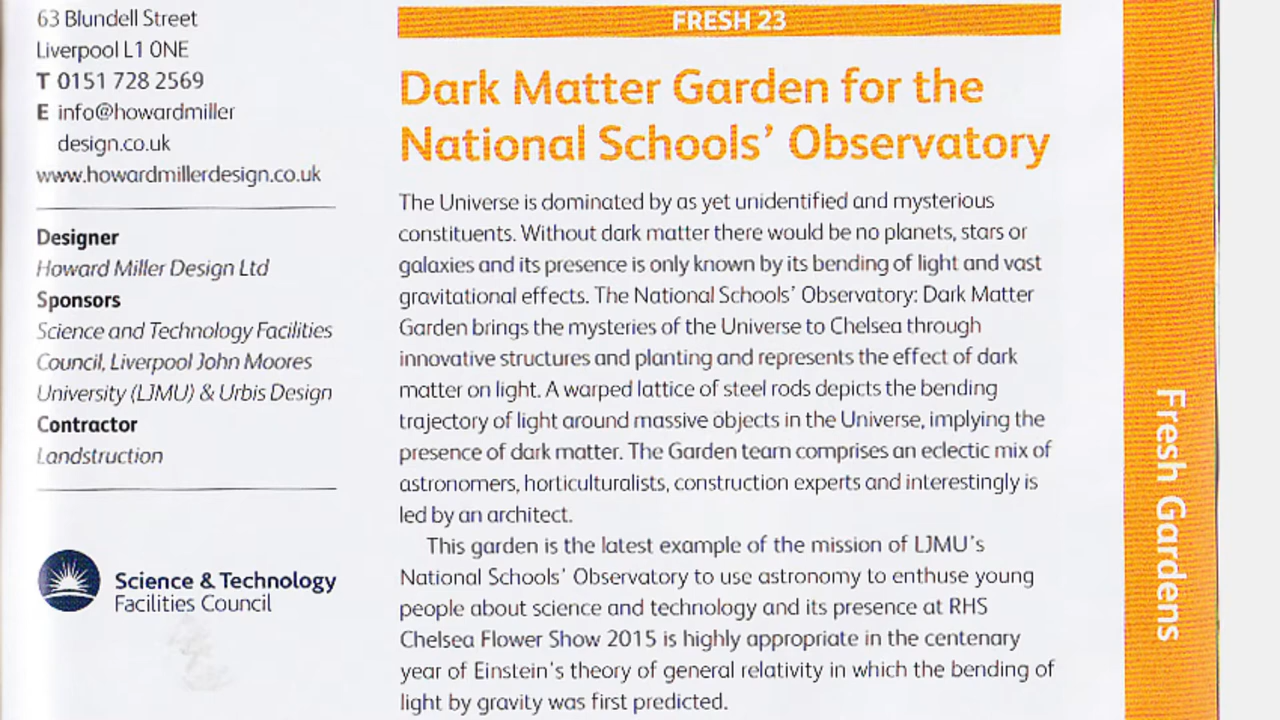 63 Blundell Street
Liverpool L1 0NE
T 0151 728 2569
E info@howardmiller
design.co.uk
www.howardmillerdesign.co.uk
Designer
Howard Miller Design Ltd
Sponsors
Science and Technology Facilities
Council, Liverpool John Moores
University (LJMU) & Urbis Design
Contractor
Landstruction
Science & Technology
Facilities Council
FRESH 23
Dark Matter Garden for the
National Schools' Observatory
The Universe is dominated by as yet unidentified and mysterious
constituents. Without dark matter there would be no planets, stars or
galaxies and its presence is only known by its bending of light and vast
gravitational effects. The National Schools' Observatory: Dark Matter
Garden brings the mysteries of the Universe to Chelsea through
innovative structures and planting and represents the effect of dark
matter on light. A warped lattice of steel rods depicts the bending
trajectory of light around massive objects in the Universe, implying the
presence of dark matter. The Garden team comprises an eclectic mix of
astronomers, horticulturalists, construction experts and interestingly is
led by an architect.
This garden is the latest example of the mission of LJMU's
National Schools' Observatory to use astronomy to enthuse young
people about science and technology and its presence at RHS
Chelsea Flower Show 2015 is highly appropriate in the centenary
year of Einstein's theory of general relativity in which the bending of
light by gravity was first predicted.
Fresh Gardens